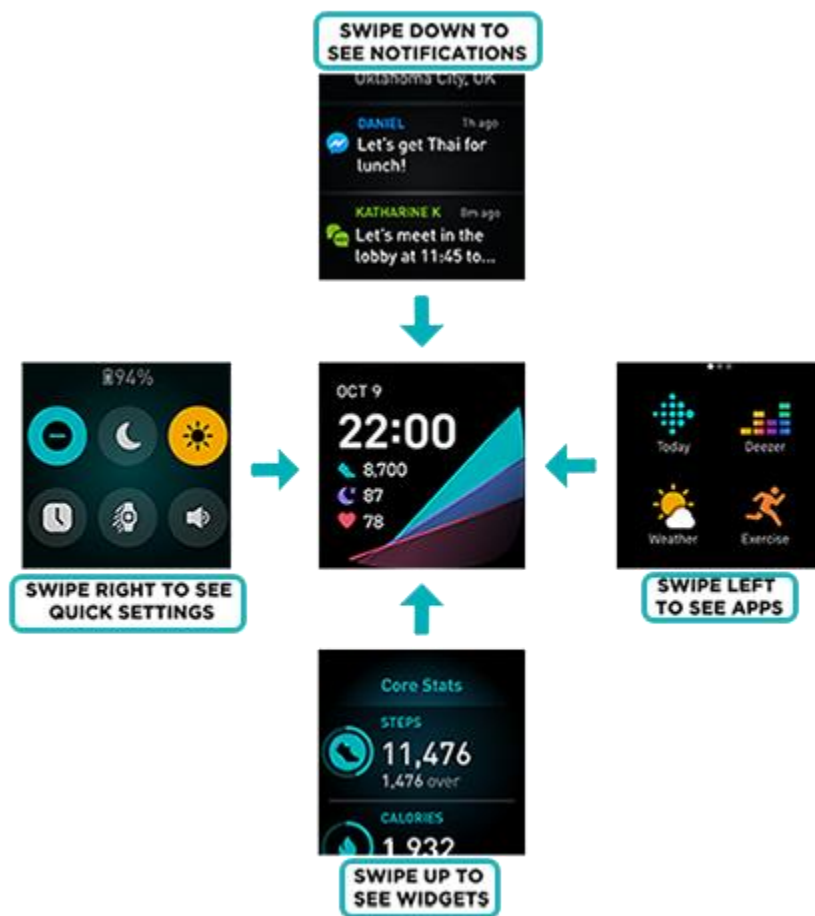 SWIPE DOWN TO
SEE NOTIFICATIONS
Oklahoma City, OK
DANIEL 1h ago
Let's get Thai for
lunch!
KATHARINE K 8m ago
Let's meet in the
lobby at 11:45 to...
94%
SWIPE RIGHT TO SEE
QUICK SETTINGS
OCT 9
22:00
8,700
87
78
Today Deezer
Weather Exercise
SWIPE LEFT
TO SEE APPS
Core Stats
STEPS
11,476
1,476 over
CALORIES
1,932
SWIPE UP TO
SEE WIDGETS